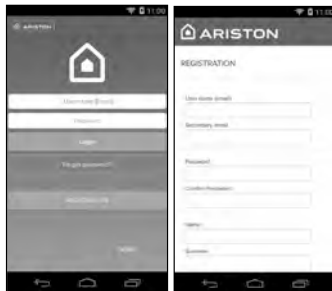 11:00
ARISTON
User name (Email)
Password
Login
Forgot password?
REGISTRATION
DEMO
11:00
ARISTON
REGISTRATION
User name (email)
Secondary email
Password
Confirm Password
Name
Surname